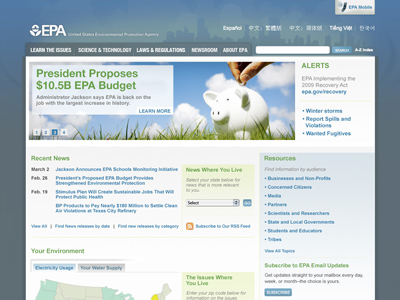 EPA Mobile
EPA United States Environmental Protection Agency
Español 中文: 繁體版 中文: 简体版 Tiếng Việt 한국어
LEARN THE ISSUES SCIENCE & TECHNOLOGY LAWS & REGULATIONS NEWSROOM ABOUT EPA SEARCH A-Z Index
President Proposes
$10.5B EPA Budget
Administrator Jackson says EPA is back on
the job with the largest increase in history.
LEARN MORE
1 2 3 4
ALERTS
EPA Implementing the
2009 Recovery Act
epa.gov/recovery
• Winter storms
• Report Spills and
Violations
• Wanted Fugitives
Recent News
March 2 Jackson Announces EPA Schools Monitoring Initiative
Feb. 26 President's Proposed EPA Budget Provides
Strengthened Environmental Protection
Feb. 19 Stimulus Plan Will Create Sustainable Jobs That Will
Protect Public Health
BP Products to Pay Nearly $180 Million to Settle Clean
Air Violations at Texas City Refinery
View All Find news releases by date Find news releases by category
News Where You Live
Select your state below for
news that is more relevant
to you.
Select GO
Subscribe to Our RSS Feed
Resources
Find information by audience
• Businesses and Non-Profits
• Concerned Citizens
• Media
• Partners
• Scientists and Researchers
• State and Local Governments
• Students and Educators
• Tribes
View All Topics
Subscribe to EPA Email Updates
Get updates straight to your mailbox every day,
week, or month–the choice is yours
SUBSCRIBE
Your Environment
Electricity Usage Your Water Supply
The Issues Where
You Live
Enter your zip code below for
information on the issues